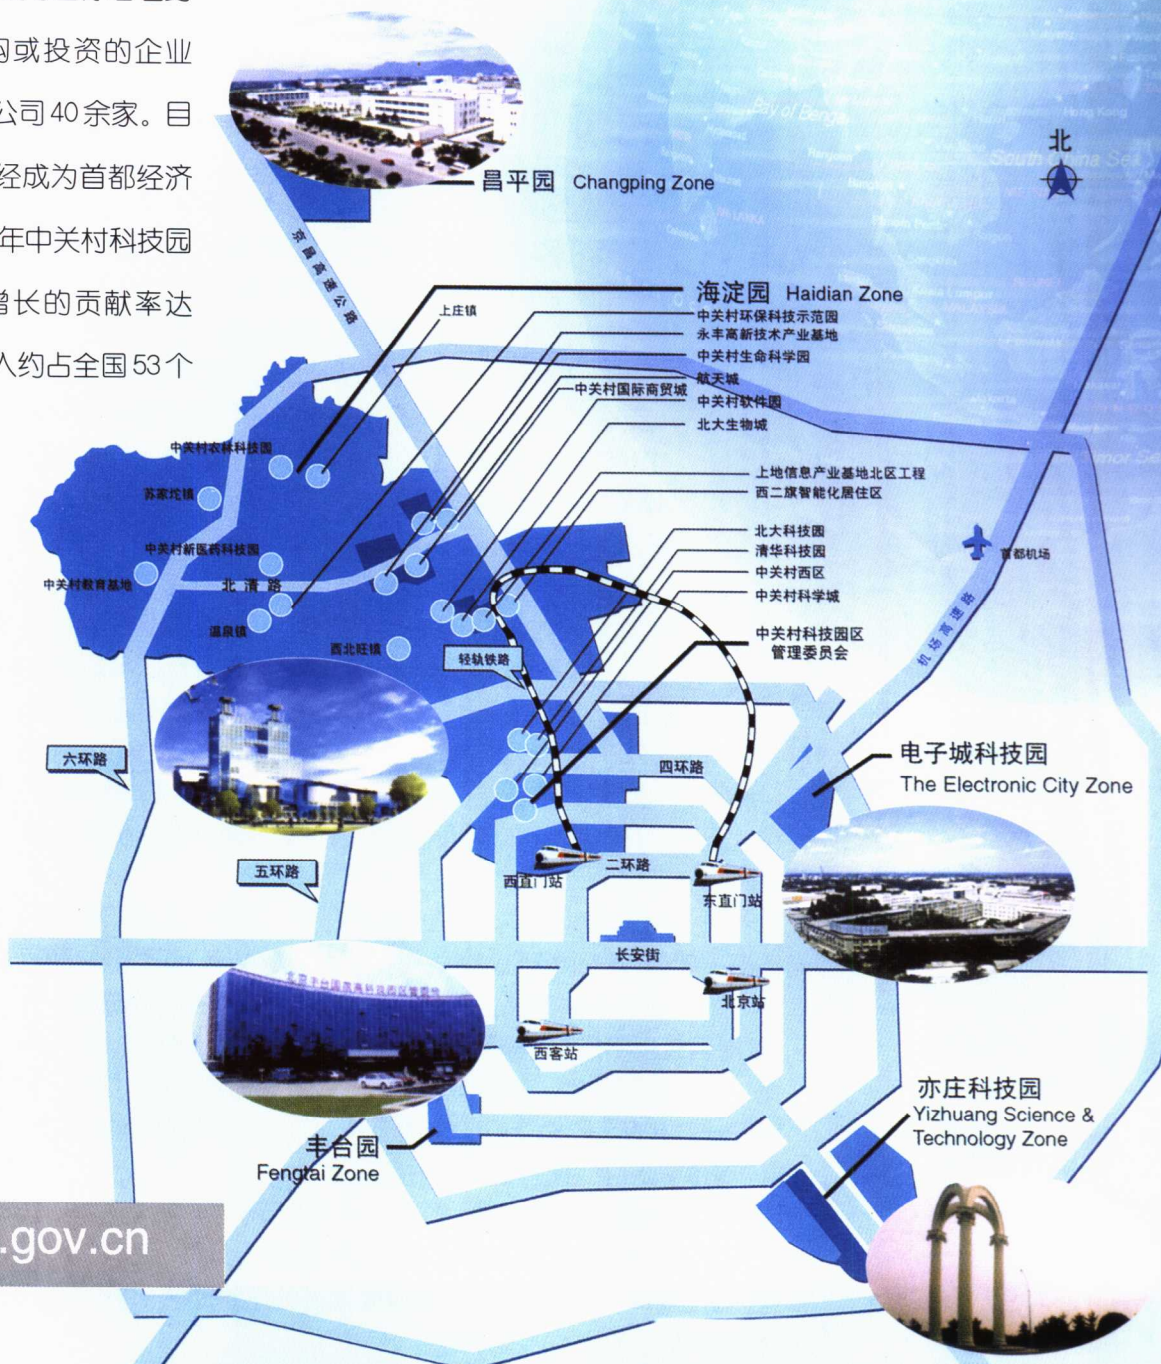 构或投资的企业
公司40余家。目
经成为首都经济
年中关村科技园
增长的贡献率达
入约占全国53个
北
昌平园 Changping Zone
京昌高速公路
海淀园 Haidian Zone
上庄镇
中关村环保科技示范园
永丰高新技术产业基地
中关村生命科学园
航天城
中关村国际商贸城
中关村软件园
北大生物城
中关村农林科技园
上地信息产业基地北区工程
苏家坨镇
西二旗智能化居住区
北大科技园
中关村新医药科技园
清华科技园
首都机场
中关村西区
中关村教育基地
北清路
中关村科学城
机场高速路
温泉镇
中关村科技园区
管理委员会
西北旺镇
轻轨铁路
六环路
四环路
电子城科技园
The Electronic City Zone
五环路
二环路
西直门站
东直门站
长安街
北京站
西客站
亦庄科技园
Yizhuang Science &
Technology Zone
丰台园
Fengtai Zone
.gov.cn
Bay of Bengal
Hong Kong
South China Sea